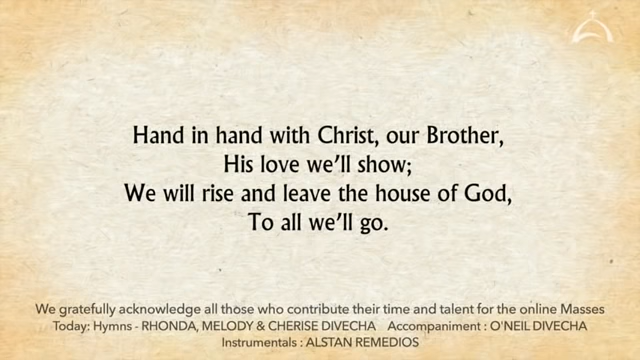 Hand in hand with Christ, our Brother,
His love we'll show;
We will rise and leave the house of God,
To all we'll go.
We gratefully acknowledge all those who contribute their time and talent for the online Masses
Today: Hymns - RHONDA, MELODY & CHERISE DIVECHA Accompaniment : O'NEIL DIVECHA
Instrumentals : ALSTAN REMEDIOS